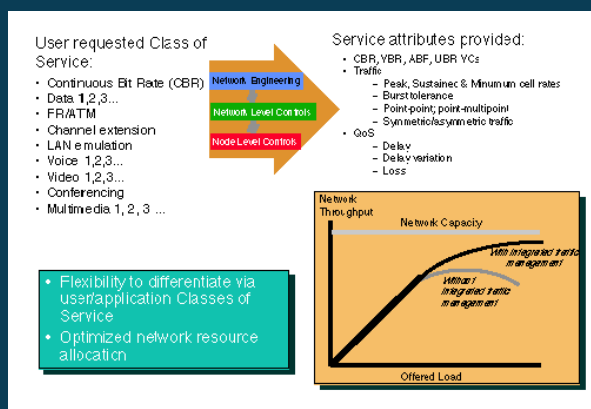 User requested Class of
Service:
· Continuous Bit Rate (CBR)
· Data 1,2,3...
· FR/ATM
· Channel extension
· LAN emulation
· Voice 1,2,3...
· Video 1,2,3...
· Conferencing
· Multimedia 1, 2, 3 ...
Network Engineering
Network Level Controls
Node Level Controls
Service attributes provided:
· CBR, YBR, ABF, UBR YCs
· Traffic
– Peak, Sustained & Minumum cell rates
– Burst tolerance
– Point-point; point-multipoint
– Symmetric/asymmetric traffic
· QoS
– Delay
– Delay variation
– Loss
• Flexibility to differentiate via
user/application Classes of
Service
• Optimized network resource
allocation
Network
Throughput
Network Capacity
With integrated traffic
management
Without
integrated traffic
management
Offered Load